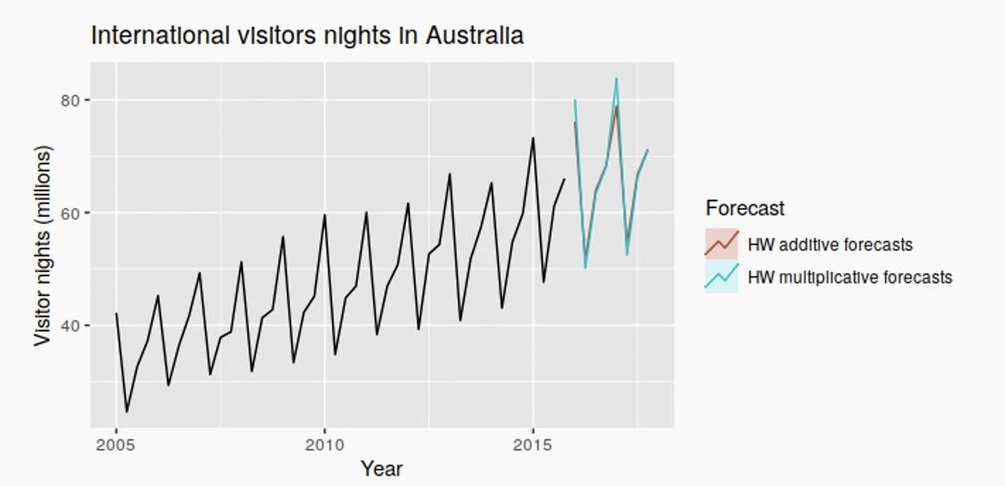 International visitors nights in Australia
Visitor nights (millions)
80
60
40
2005
2010
2015
Year
Forecast
HW additive forecasts
HW multiplicative forecasts